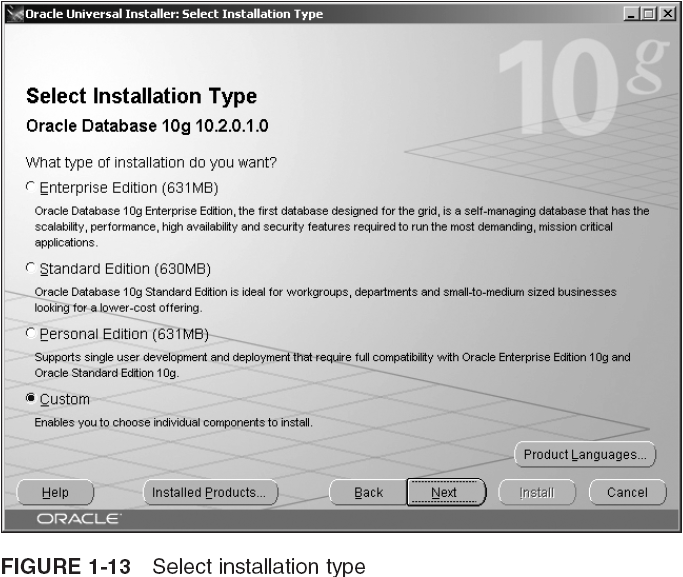 Oracle Universal Installer: Select Installation Type
10g
Select Installation Type
Oracle Database 10g 10.2.0.1.0
What type of installation do you want?
Enterprise Edition (631MB)
Oracle Database 10g Enterprise Edition, the first database designed for the grid, is a self-managing database that has the
scalability, performance, high availability and security features required to run the most demanding, mission critical
applications.
Standard Edition (630MB)
Oracle Database 10g Standard Edition is ideal for workgroups, departments and small-to-medium sized businesses
looking for a lower-cost offering.
Personal Edition (631MB)
Supports single user development and deployment that require full compatibility with Oracle Enterprise Edition 10g and
Oracle Standard Edition 10g.
Custom
Enables you to choose individual components to install.
Product Languages...
Help Installed Products... Back Next Install Cancel
ORACLE
FIGURE 1-13 Select installation type